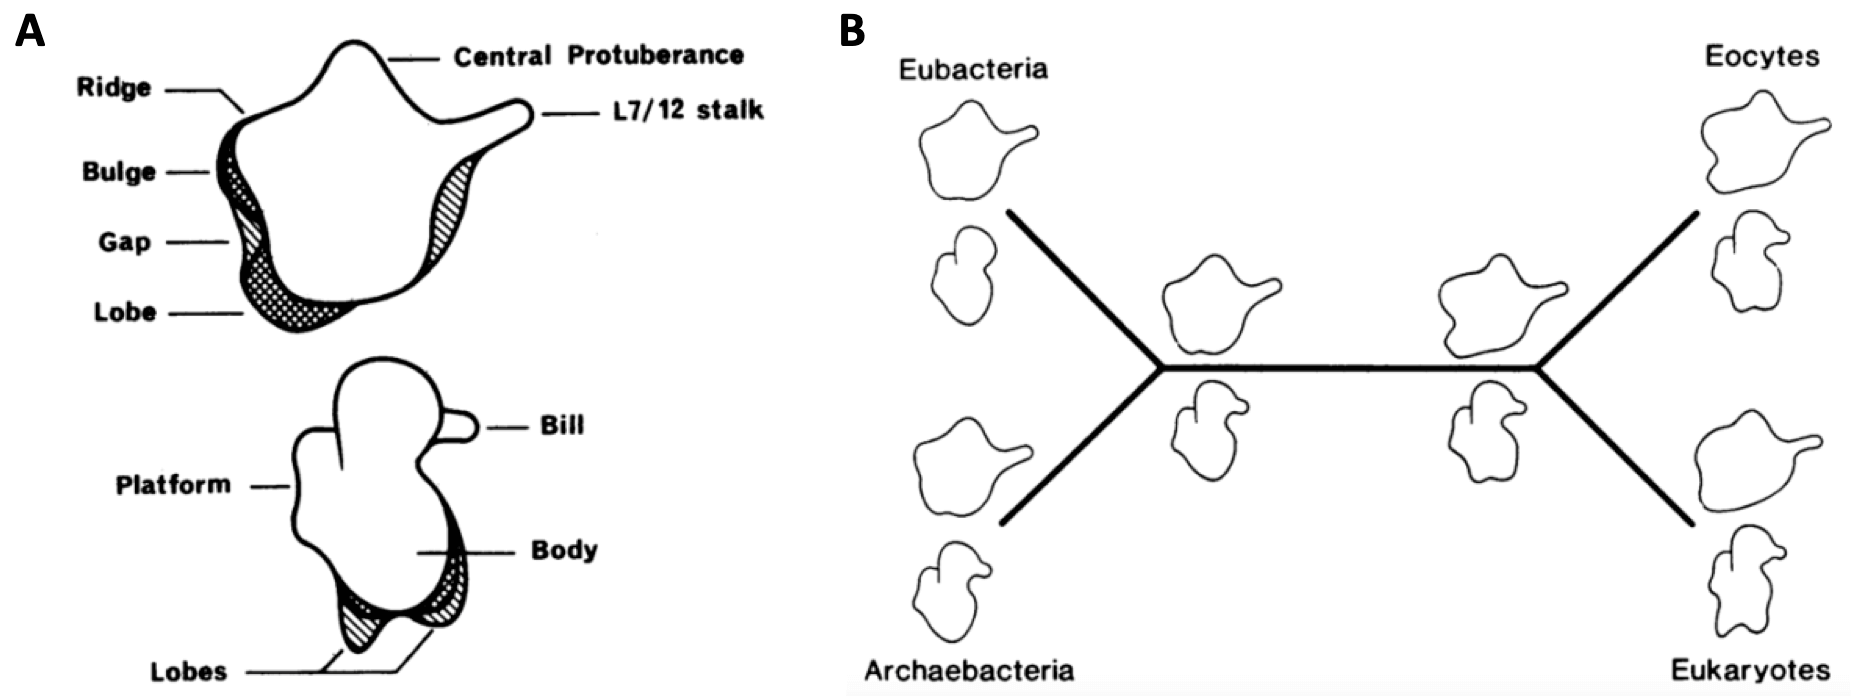 A
Central Protuberance
Ridge
L7/12 stalk
Bulge
Gap
Lobe
Bill
Platform
Body
Lobes
B
Eubacteria
Eocytes
Archaebacteria
Eukaryotes